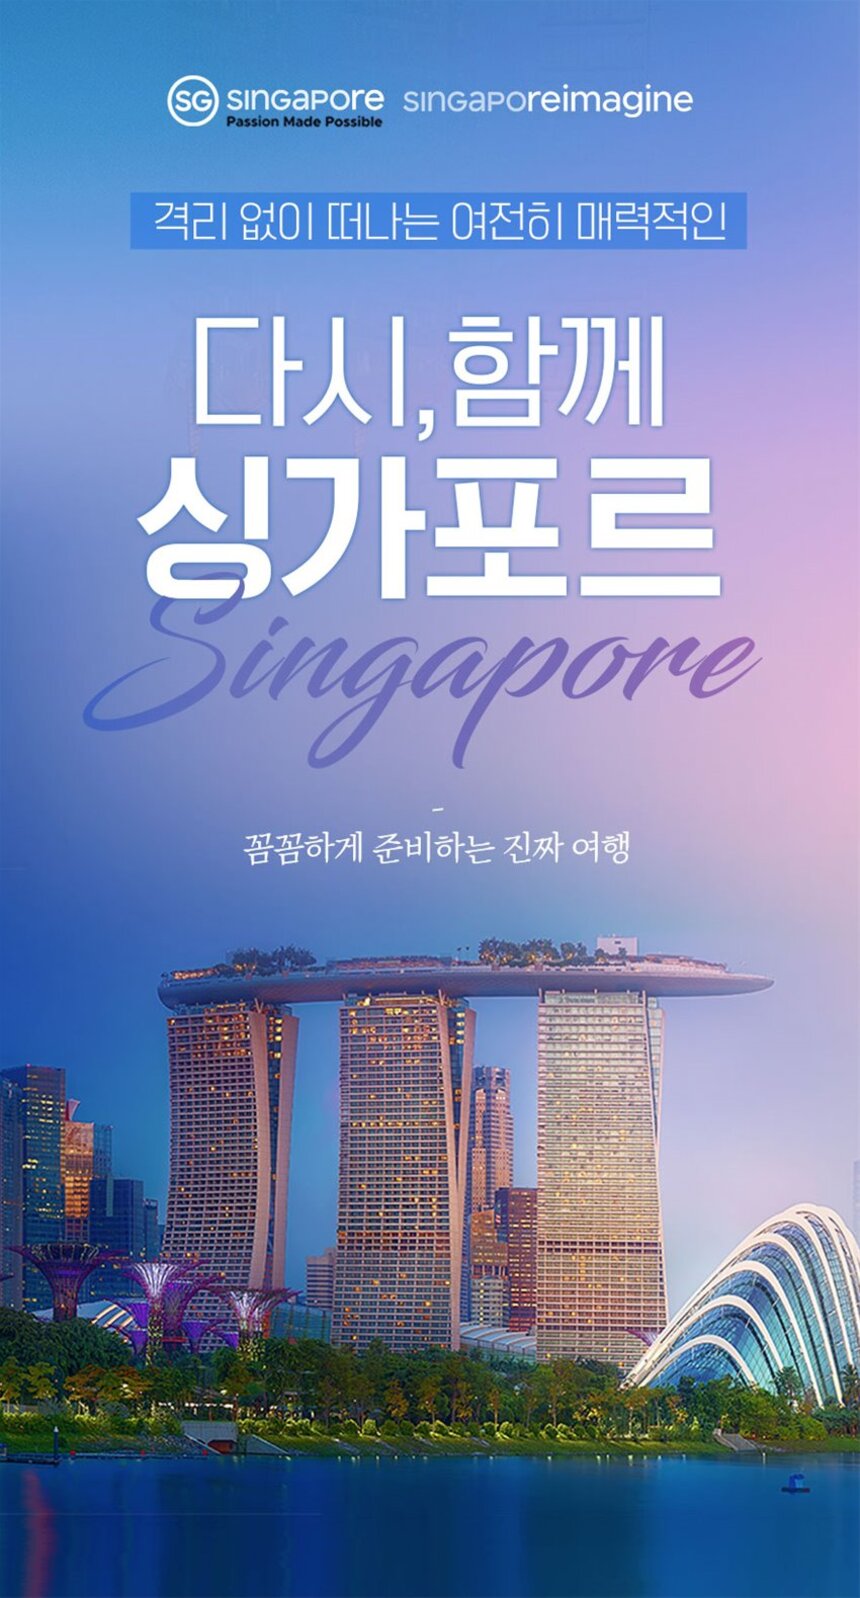 SG SINGAPORE SINGAPOREimagine
Passion Made Possible
격리 없이 떠나는 여전히 매력적인
다시, 함께
싱가포르
Singapore
꼼꼼하게 준비하는 진짜 여행